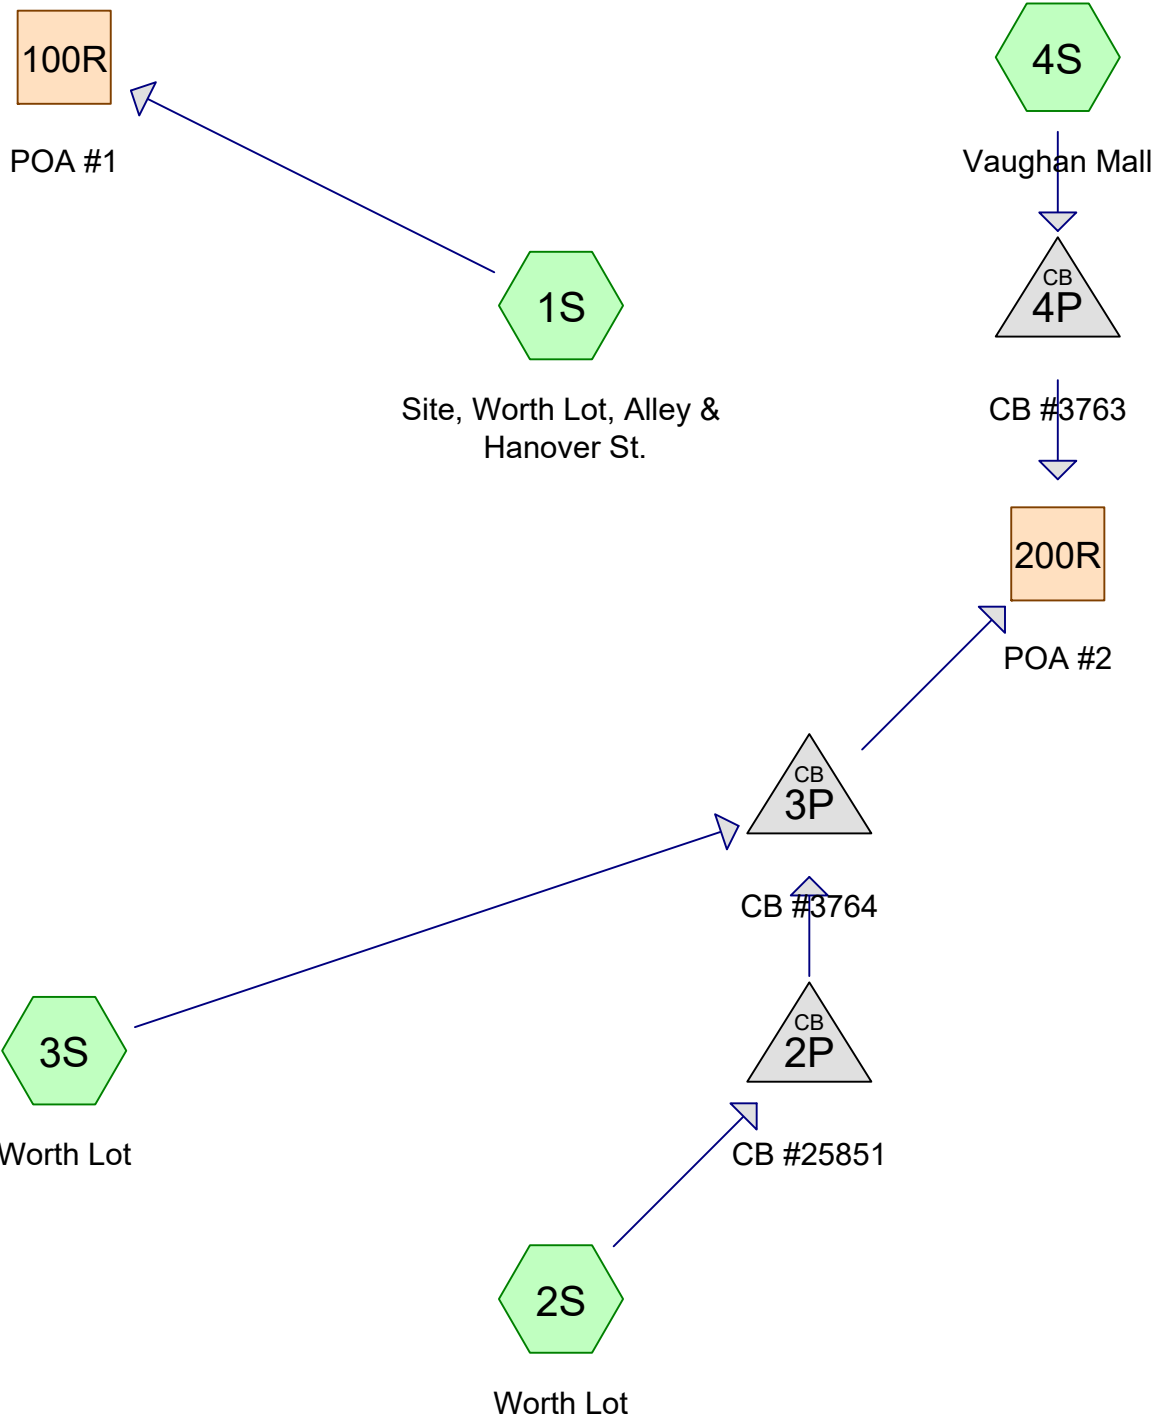 100R
POA #1
4S
Vaughan Mall
1S
Site, Worth Lot, Alley &
Hanover St.
CB
4P
CB #3763
200R
POA #2
CB
3P
CB #3764
3S
Worth Lot
CB
2P
CB #25851
2S
Worth Lot